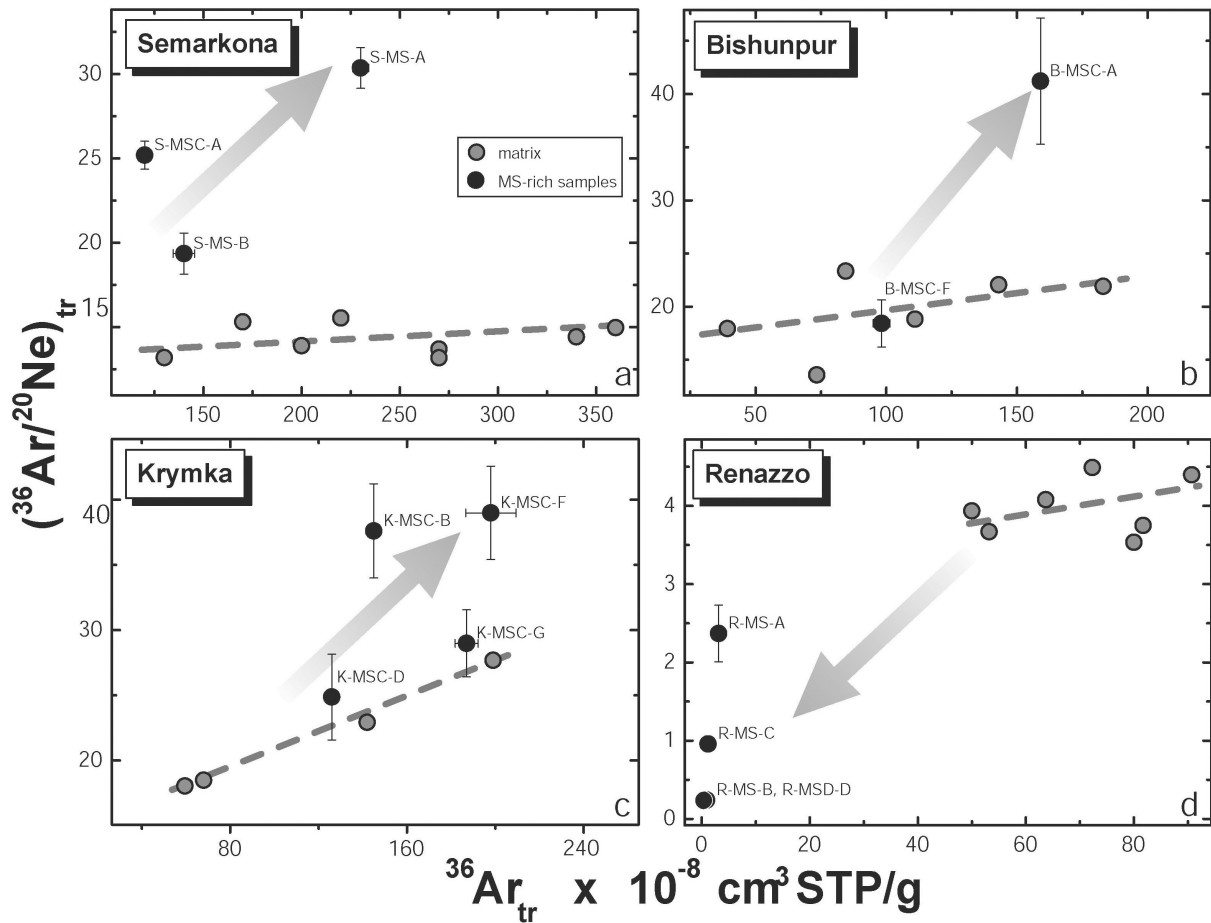 Semarkona
S-MS-A
S-MSC-A
S-MS-B
matrix
MS-rich samples
30
25
20
15
150 200 250 300 350
a
Bishunpur
B-MSC-A
B-MSC-F
40
30
20
10
50 100 150 200
b
Krymka
K-MSC-F
K-MSC-B
K-MSC-G
K-MSC-D
40
30
20
80 160 240
c
Renazzo
R-MS-A
R-MS-C
R-MS-B, R-MSD-D
4
3
2
1
0
0 20 40 60 80
d
(³⁶Ar/²⁰Ne)tr
³⁶Artr x 10⁻⁸ cm³ STP/g